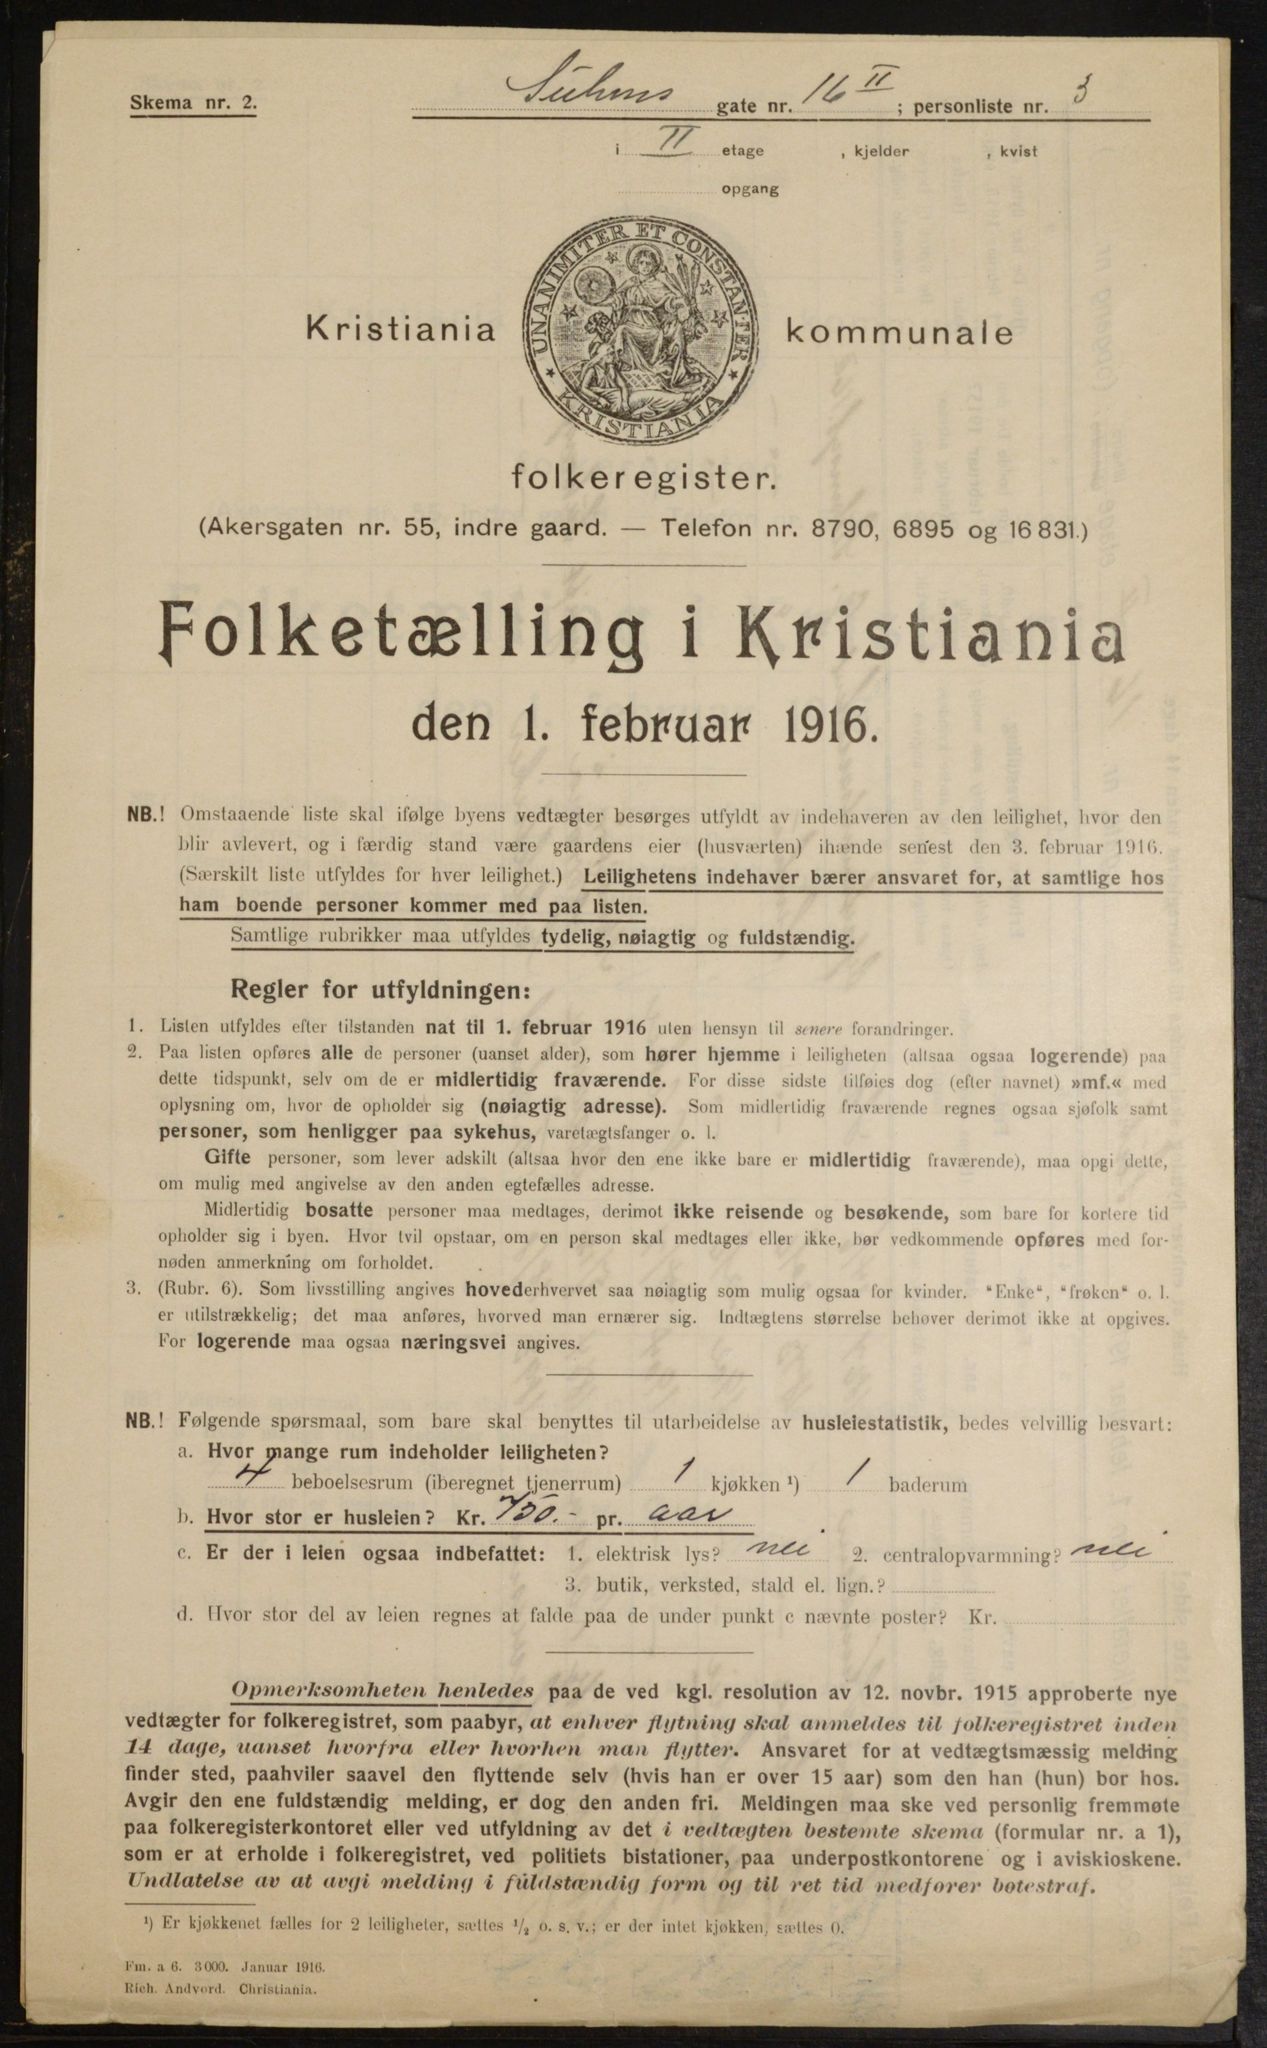 Skema nr. 2.
Suhms gate nr. 16 II ; personliste nr. 3
i II etage , kjelder , kvist
opgang
UNANIMITER ET CONSTANTER
KRISTIANIA
Kristiania kommunale
folkeregister.
(Akersgaten nr. 55, indre gaard. — Telefon nr. 8790, 6895 og 16 831.)
Folketælling i Kristiania
den 1. februar 1916.
NB.! Omstaaende liste skal ifølge byens vedtægter besørges utfyldt av indehaveren av den leilighet, hvor den
blir avlevert, og i færdig stand være gaardens eier (husværten) ihænde senest den 3. februar 1916.
(Særskilt liste utfyldes for hver leilighet.) Leilighetens indehaver bærer ansvaret for, at samtlige hos
ham boende personer kommer med paa listen.
Samtlige rubrikker maa utfyldes tydelig, nøiagtig og fuldstændig.
Regler for utfyldningen:
1. Listen utfyldes efter tilstanden nat til 1. februar 1916 uten hensyn til senere forandringer.
2. Paa listen opføres alle de personer (uanset alder), som hører hjemme i leiligheten (altsaa ogsaa logerende) paa
dette tidspunkt, selv om de er midlertidig fraværende. For disse sidste tilføies dog (efter navnet) »mf.« med
oplysning om, hvor de opholder sig (nøiagtig adresse). Som midlertidig fraværende regnes ogsaa sjøfolk samt
personer, som henligger paa sykehus, varetægtsfanger o. l.
Gifte personer, som lever adskilt (altsaa hvor den ene ikke bare er midlertidig fraværende), maa opgi dette,
om mulig med angivelse av den anden egtefælles adresse.
Midlertidig bosatte personer maa medtages, derimot ikke reisende og besøkende, som bare for kortere tid
opholder sig i byen. Hvor tvil opstaar, om en person skal medtages eller ikke, bør vedkommende opføres med for-
nøden anmerkning om forholdet.
3. (Rubr. 6). Som livsstilling angives hovederhvervet saa nøiagtig som mulig ogsaa for kvinder. "Enke", "frøken" o. l.
er utilstrækkelig; det maa anføres, hvorved man ernærer sig. Indtægtens størrelse behøver derimot ikke at opgives.
For logerende maa ogsaa næringsvei angives.
NB.! Følgende spørsmaal, som bare skal benyttes til utarbeidelse av husleiestatistik, bedes velvillig besvart:
a. Hvor mange rum indeholder leiligheten?
4 beboelsesrum (iberegnet tjenerrum) 1 kjøkken ¹) 1 baderum
b. Hvor stor er husleien? Kr. 750.- pr. aar
c. Er der i leien ogsaa indbefattet: 1. elektrisk lys? nei 2. centralopvarmning? nei
3. butik, verksted, stald el. lign.?
d. Hvor stor del av leien regnes at falde paa de under punkt c nævnte poster? Kr.
Opmerksomheten henledes paa de ved kgl. resolution av 12. novbr. 1915 approberte nye
vedtægter for folkeregistret, som paabyr, at enhver flytning skal anmeldes til folkeregistret inden
14 dage, uanset hvorfra eller hvorhen man flytter. Ansvaret for at vedtægtsmæssig melding
finder sted, paahviler saavel den flyttende selv (hvis han er over 15 aar) som den han (hun) bor hos.
Avgir den ene fuldstændig melding, er dog den anden fri. Meldingen maa ske ved personlig fremmøte
paa folkeregisterkontoret eller ved utfyldning av det i vedtægten bestemte skema (formular nr. a 1),
som er at erholde i folkeregistret, ved politiets bistationer, paa underpostkontorene og i aviskioskene.
Undlatelse av at avgi melding i fuldstændig form og til ret tid medfører bøtestraf.
¹) Er kjøkkenet fælles for 2 leiligheter, sættes ½ o. s. v.; er der intet kjøkken, sættes 0.
Fm. a 6. 3000. Januar 1916.
Rich. Andvord. Christiania.